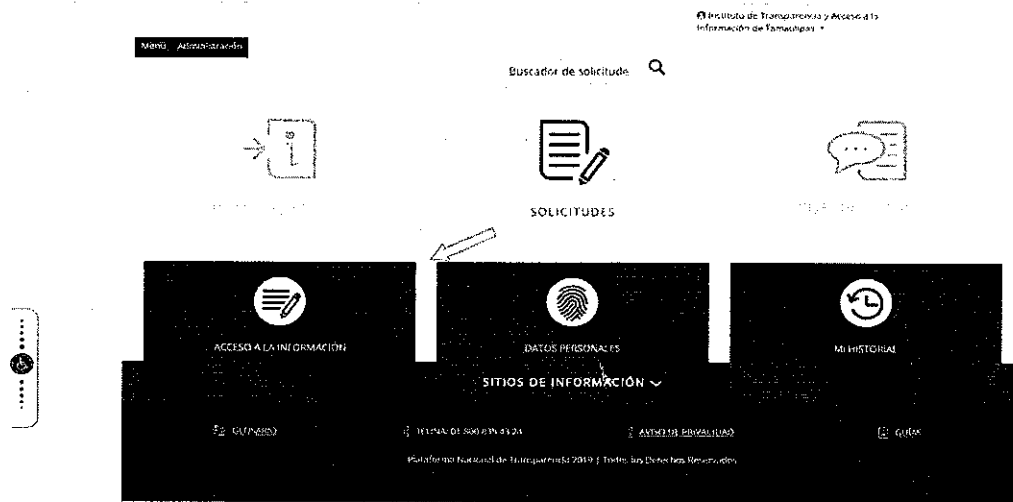 Instituto de Transparencia y Acceso a la
Información de Tamaulipas
Menú Administración
Buscador de solicitude
SOLICITUDES
ACCESO A LA INFORMACIÓN
DATOS PERSONALES
MI HISTORIAL
SITIOS DE INFORMACIÓN
GLOSARIO
AVISO DE PRIVACIDAD
GUÍAS
Plataforma Nacional de Transparencia 2019 | Todos los Derechos Reservados